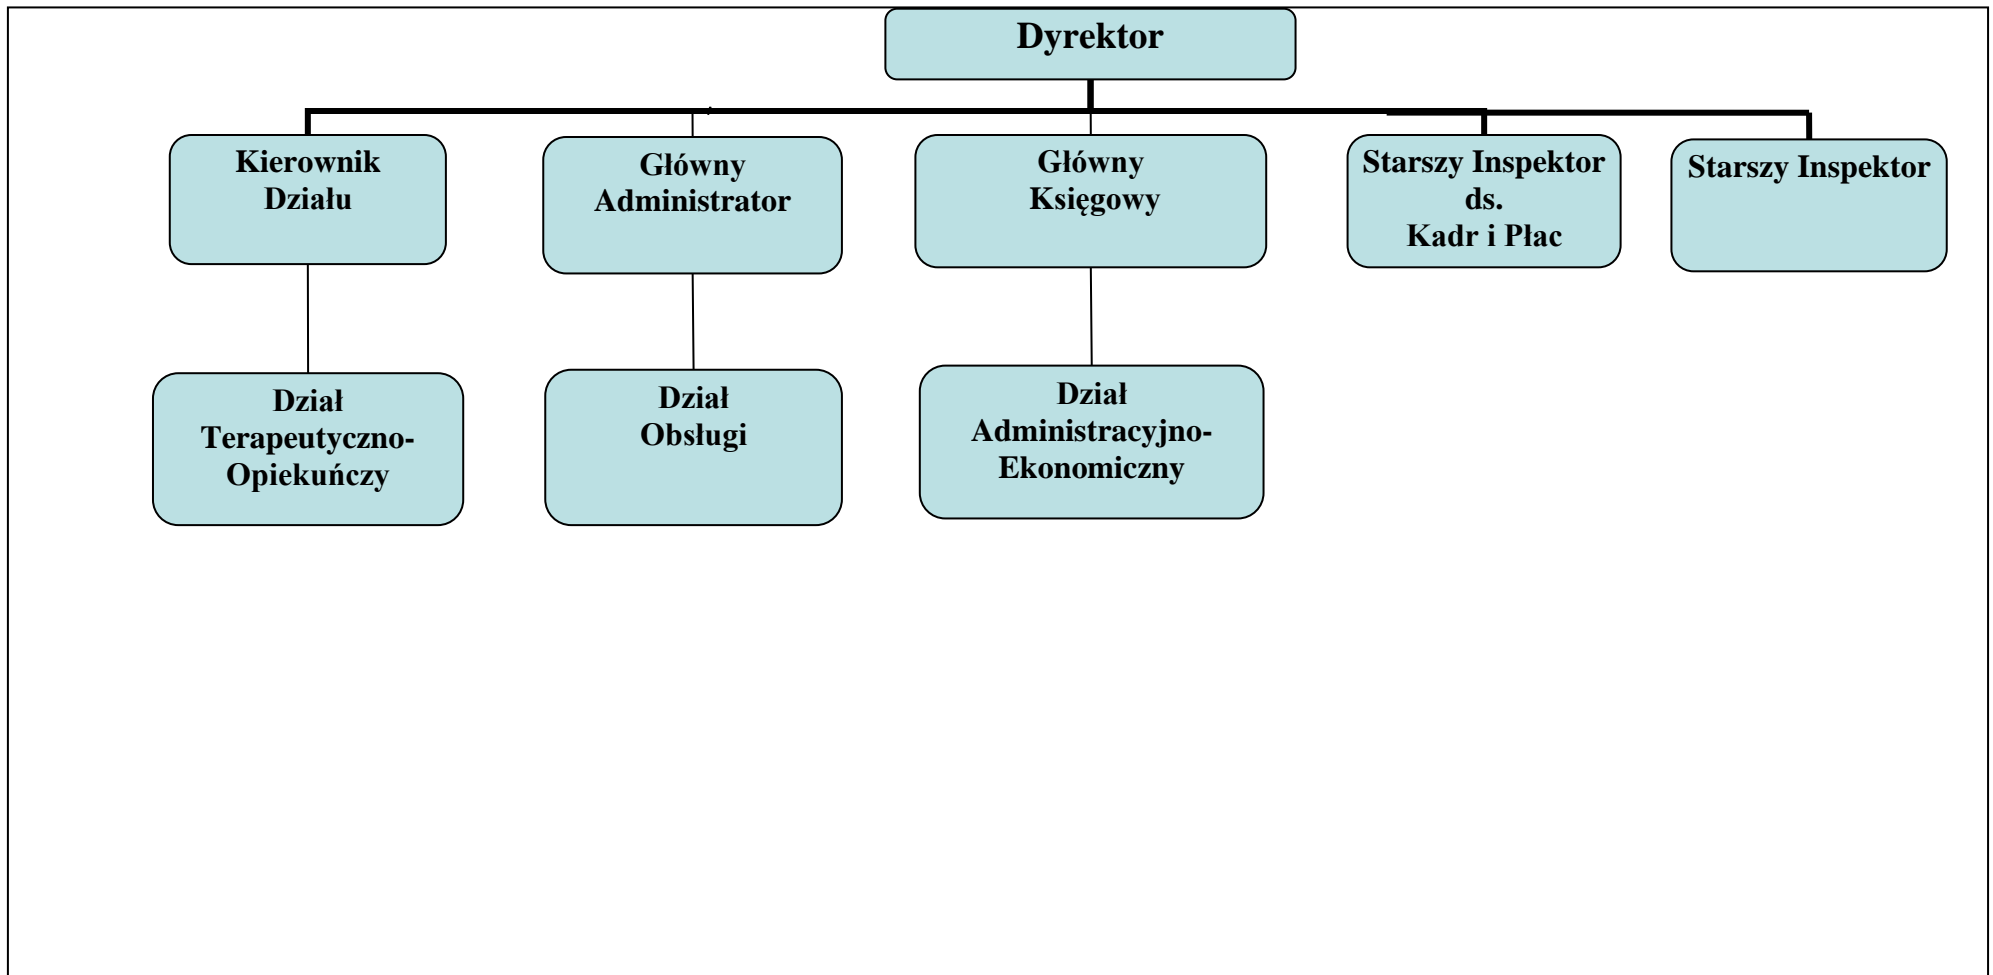 Dyrektor
Kierownik
Działu
Główny
Administrator
Główny
Księgowy
Starszy Inspektor
ds.
Kadr i Płac
Starszy Inspektor
Dział
Terapeutyczno-
Opiekuńczy
Dział
Obsługi
Dział
Administracyjno-
Ekonomiczny